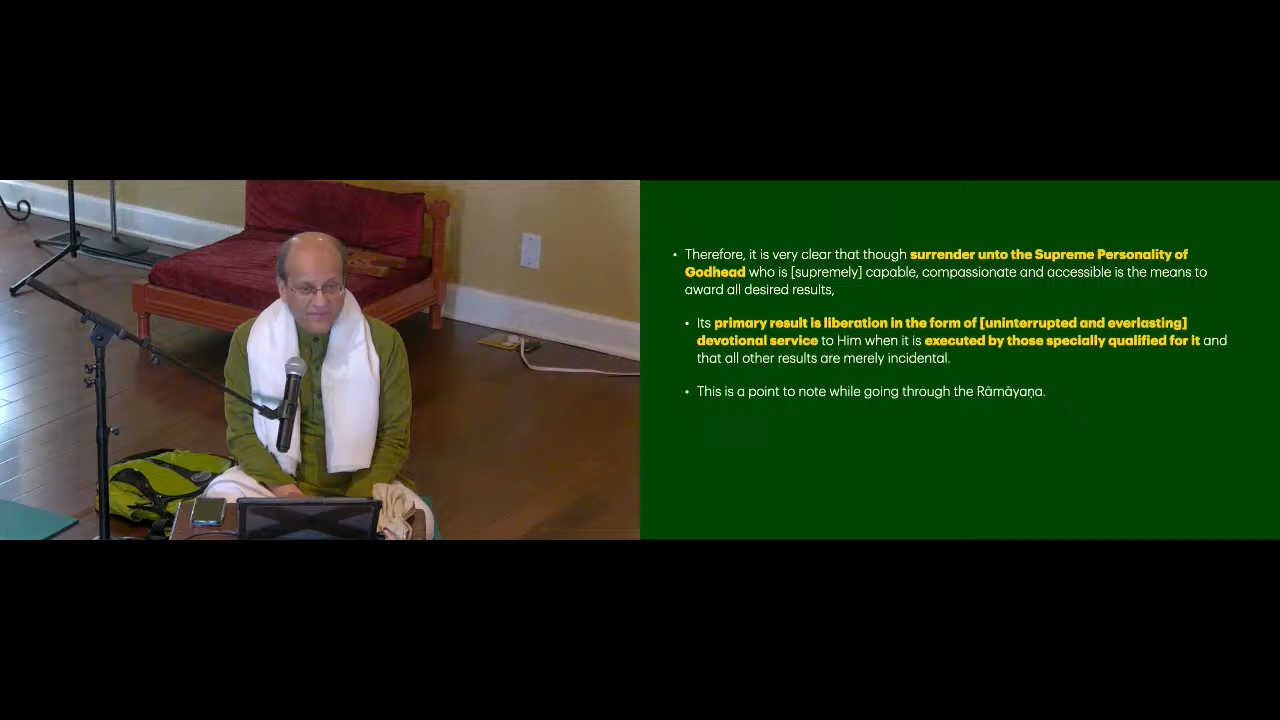 • Therefore, it is very clear that though surrender unto the Supreme Personality of
Godhead who is [supremely] capable, compassionate and accessible is the means to
award all desired results,
• Its primary result is liberation in the form of [uninterrupted and everlasting]
devotional service to Him when it is executed by those specially qualified for it and
that all other results are merely incidental.
• This is a point to note while going through the Rāmāyaṇa.